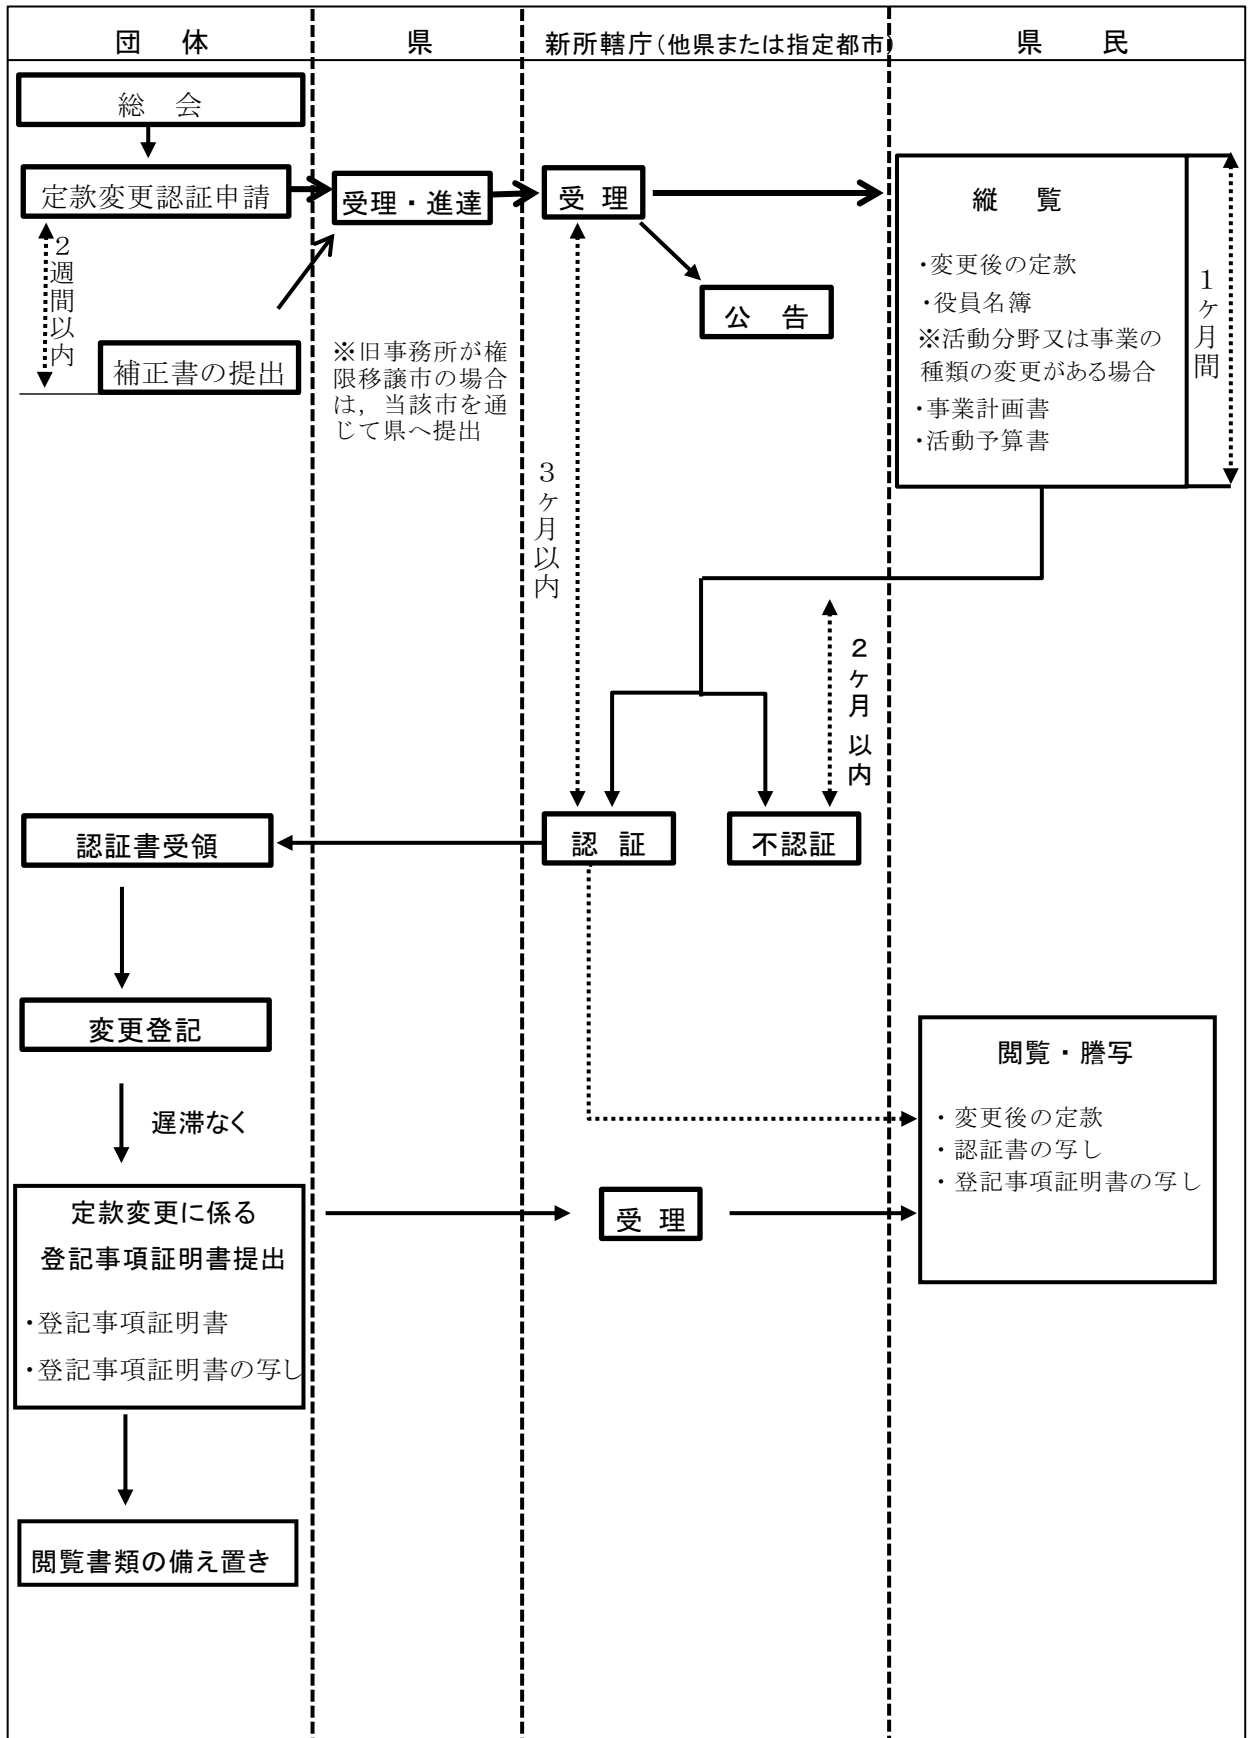 団　体
県
新所轄庁（他県または指定都市）
県　民
総　会
定款変更認証申請
受理・進達
受 理
縦　覧
・変更後の定款
・役員名簿
※活動分野又は事業の
種類の変更がある場合
・事業計画書
・活動予算書
1ヶ月間
2週間以内
補正書の提出
※旧事務所が権
限移譲市の場合
は，当該市を通
じて県へ提出
公　告
3ヶ月以内
2ヶ月以内
認証書受領
認 証
不認証
変更登記
遅滞なく
閲覧・謄写
・変更後の定款
・認証書の写し
・登記事項証明書の写し
定款変更に係る
登記事項証明書提出
・登記事項証明書
・登記事項証明書の写し
受 理
閲覧書類の備え置き